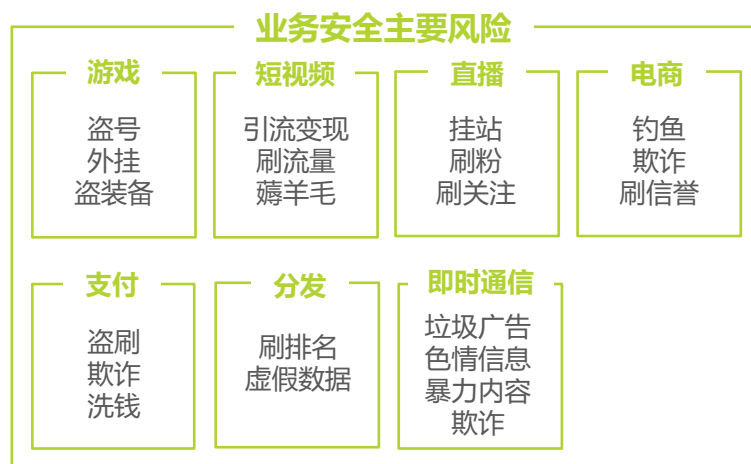 业务安全主要风险
游戏
盗号
外挂
盗装备
短视频
引流变现
刷流量
薅羊毛
直播
挂站
刷粉
刷关注
电商
钓鱼
欺诈
刷信誉
支付
盗刷
欺诈
洗钱
分发
刷排名
虚假数据
即时通信
垃圾广告
色情信息
暴力内容
欺诈